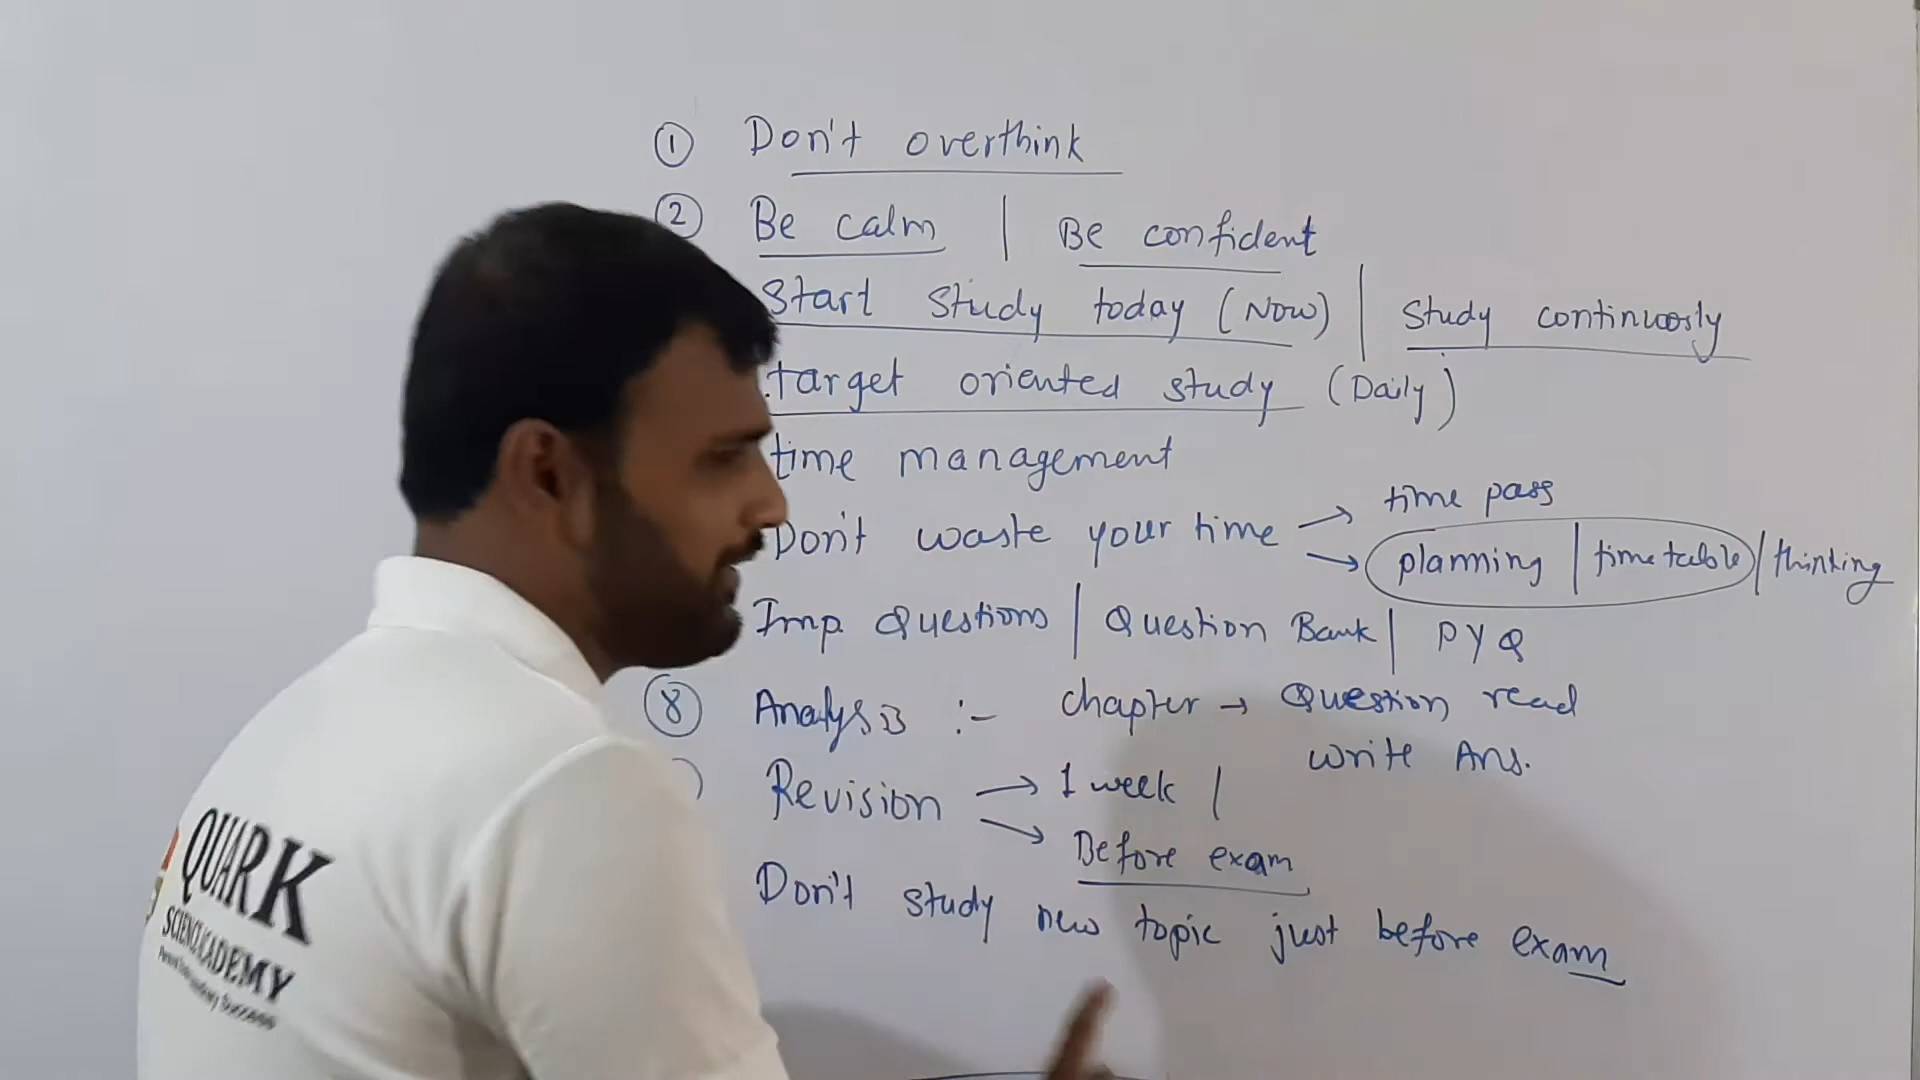 ① Don't overthink
② Be calm | Be confident
Start Study today (Now) | Study continuosly
target oriented study (Daily)
time management
Don't waste your time → time pass
→ planning | time table / thinking
Imp. Questions | Question Bank | PYQ
⑧ Analysis :- chapter → Question read
write Ans.
Revision → 1 week |
→ Before exam
Don't study new topic just before exam
QUARK
SCIENCE ACADEMY